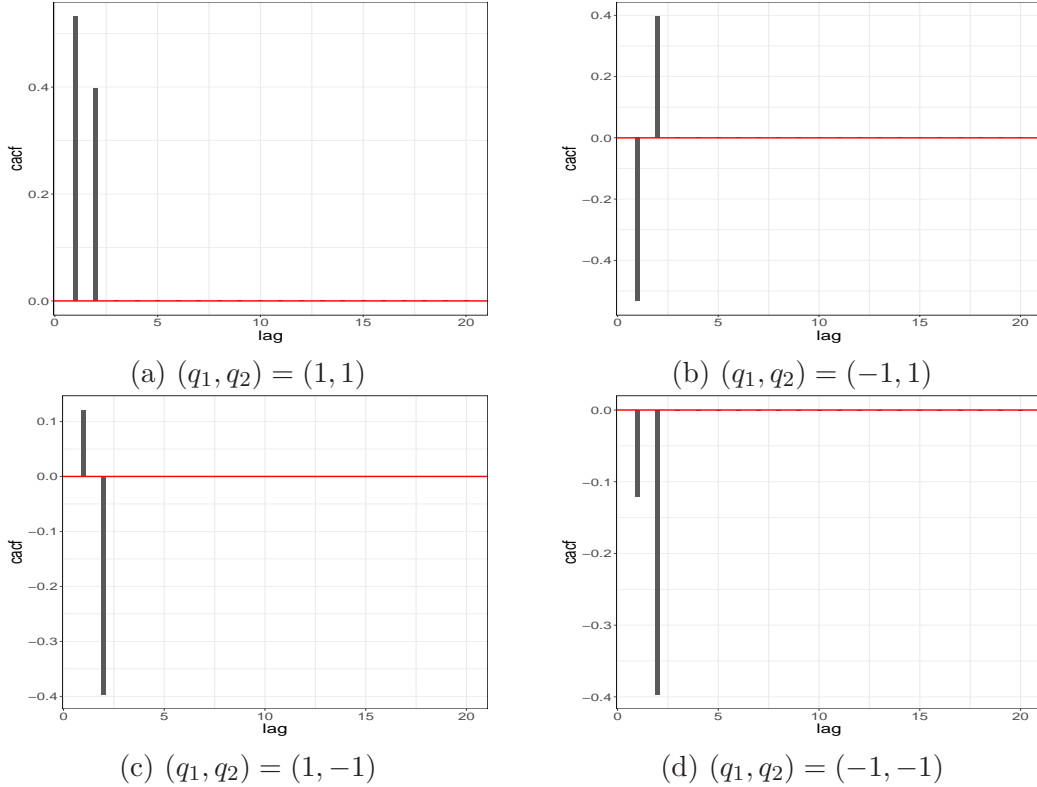 0.4
0.2
0.0
cacf
0 5 10 15 20
lag
(a) (q₁, q₂) = (1, 1)
0.4
0.2
0.0
−0.2
−0.4
cacf
0 5 10 15 20
lag
(b) (q₁, q₂) = (−1, 1)
0.1
0.0
−0.1
−0.2
−0.3
−0.4
cacf
0 5 10 15 20
lag
(c) (q₁, q₂) = (1, −1)
0.0
−0.1
−0.2
−0.3
−0.4
cacf
0 5 10 15 20
lag
(d) (q₁, q₂) = (−1, −1)